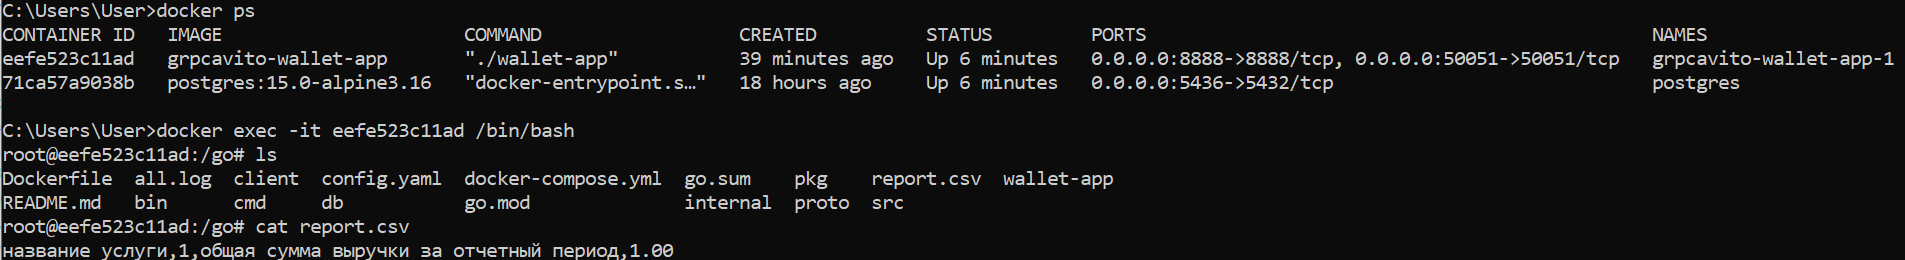 C:\Users\User>docker ps
CONTAINER ID   IMAGE                      COMMAND                  CREATED          STATUS         PORTS                                              NAMES
eefe523c11ad   grpcavito-wallet-app       "./wallet-app"           39 minutes ago   Up 6 minutes   0.0.0.0:8888->8888/tcp, 0.0.0.0:50051->50051/tcp   grpcavito-wallet-app-1
71ca57a9038b   postgres:15.0-alpine3.16   "docker-entrypoint.s…"   18 hours ago     Up 6 minutes   0.0.0.0:5436->5432/tcp                             postgres
C:\Users\User>docker exec -it eefe523c11ad /bin/bash
root@eefe523c11ad:/go# ls
Dockerfile  all.log  client  config.yaml  docker-compose.yml  go.sum    pkg    report.csv  wallet-app
README.md   bin      cmd     db           go.mod              internal  proto  src
root@eefe523c11ad:/go# cat report.csv
название услуги,1,общая сумма выручки за отчетный период,1.00